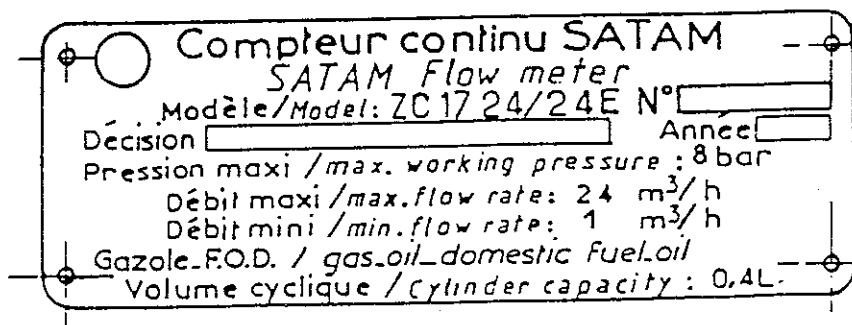 Compteur continu SATAM
SATAM Flow meter
Modèle/Model: ZC 17 24/24E N°
Décision Année
Pression maxi /max. working pressure : 8 bar
Débit maxi /max. flow rate: 24 m³/h
Débit mini /min. flow rate: 1 m³/h
Gazole_F.O.D. / gas_oil_domestic fuel_oil
Volume cyclique / Cylinder capacity : 0,4L.